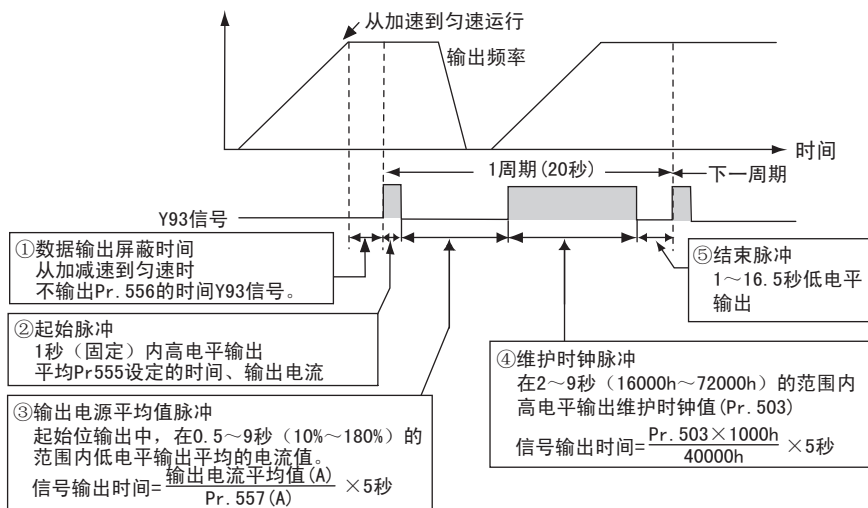 从加速到匀速运行
输出频率
时间
1周期(20秒)
下一周期
Y93信号
①数据输出屏蔽时间
从加减速到匀速时
不输出Pr.556的时间Y93信号。
②起始脉冲
1秒（固定）内高电平输出
平均Pr555设定的时间、输出电流
③输出电源平均值脉冲
起始位输出中，在0.5～9秒（10%～180%）的
范围内低电平输出平均的电流值。
信号输出时间=输出电流平均值(A)
Pr.557(A)
×5秒
⑤结束脉冲
1～16.5秒低电平
输出
④维护时钟脉冲
在2～9秒（16000h～72000h）的范围内
高电平输出维护时钟值(Pr.503)
信号输出时间=Pr.503×1000h
40000h
×5秒